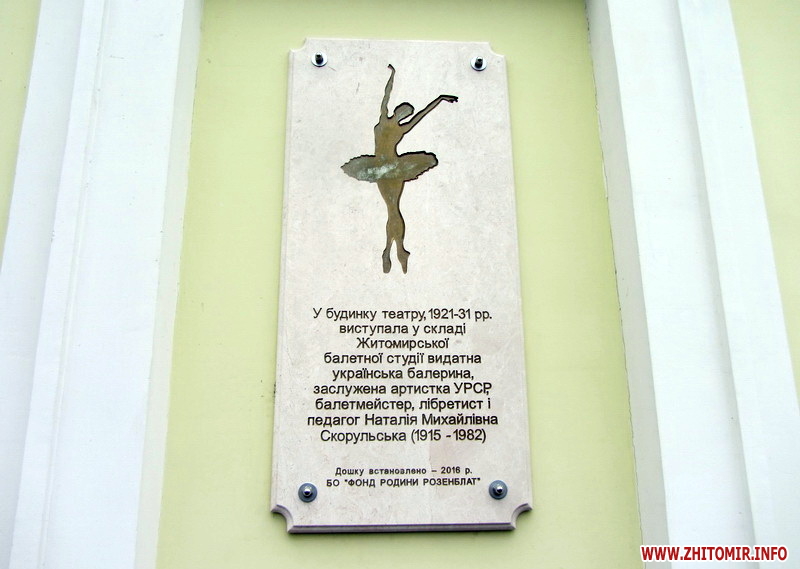 У будинку театру, 1921-31 рр.
виступала у складі
Житомирської
балетної студії видатна
українська балерина,
заслужена артистка УРСР,
балетмейстер, лібретист і
педагог Наталія Михайлівна
Скорульська (1915 - 1982)
Дошку встановлено – 2016 р.
БО "ФОНД РОДИНИ РОЗЕНБЛАТ"
WWW.ZHITOMIR.INFO